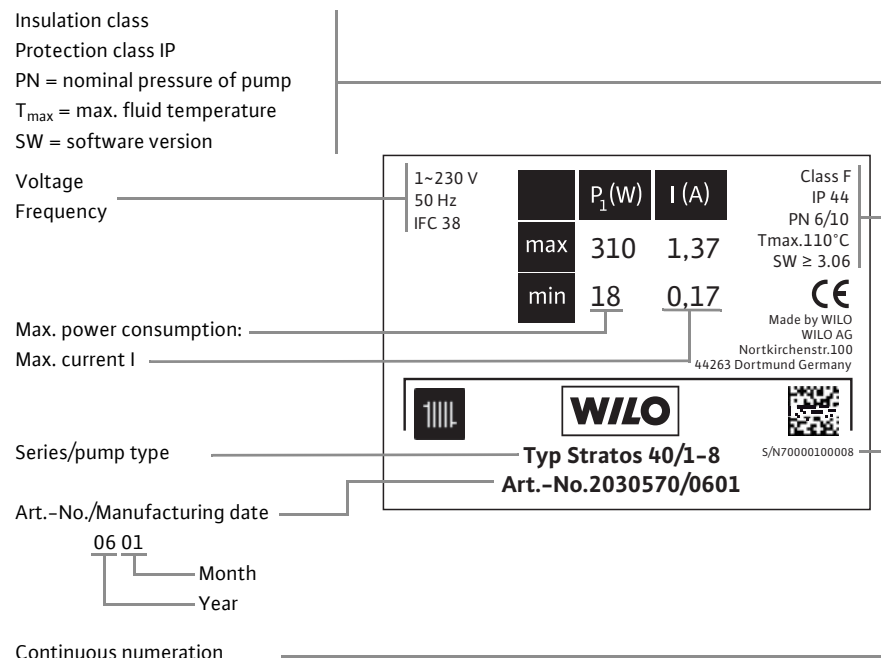 Insulation class
Protection class IP
PN = nominal pressure of pump
Tmax = max. fluid temperature
SW = software version
Voltage
Frequency
1~230 V
50 Hz
IFC 38
P1(W) I (A)
max 310 1,37
min 18 0,17
Class F
IP 44
PN 6/10
Tmax.110°C
SW ≥ 3.06
CE
Made by WILO
WILO AG
Nortkirchenstr.100
44263 Dortmund Germany
Max. power consumption:
Max. current I
WILO
Series/pump type
Typ Stratos 40/1-8
S/N70000100008
Art.-No.2030570/0601
Art.-No./Manufacturing date
06 01
Month
Year
Continuous numeration